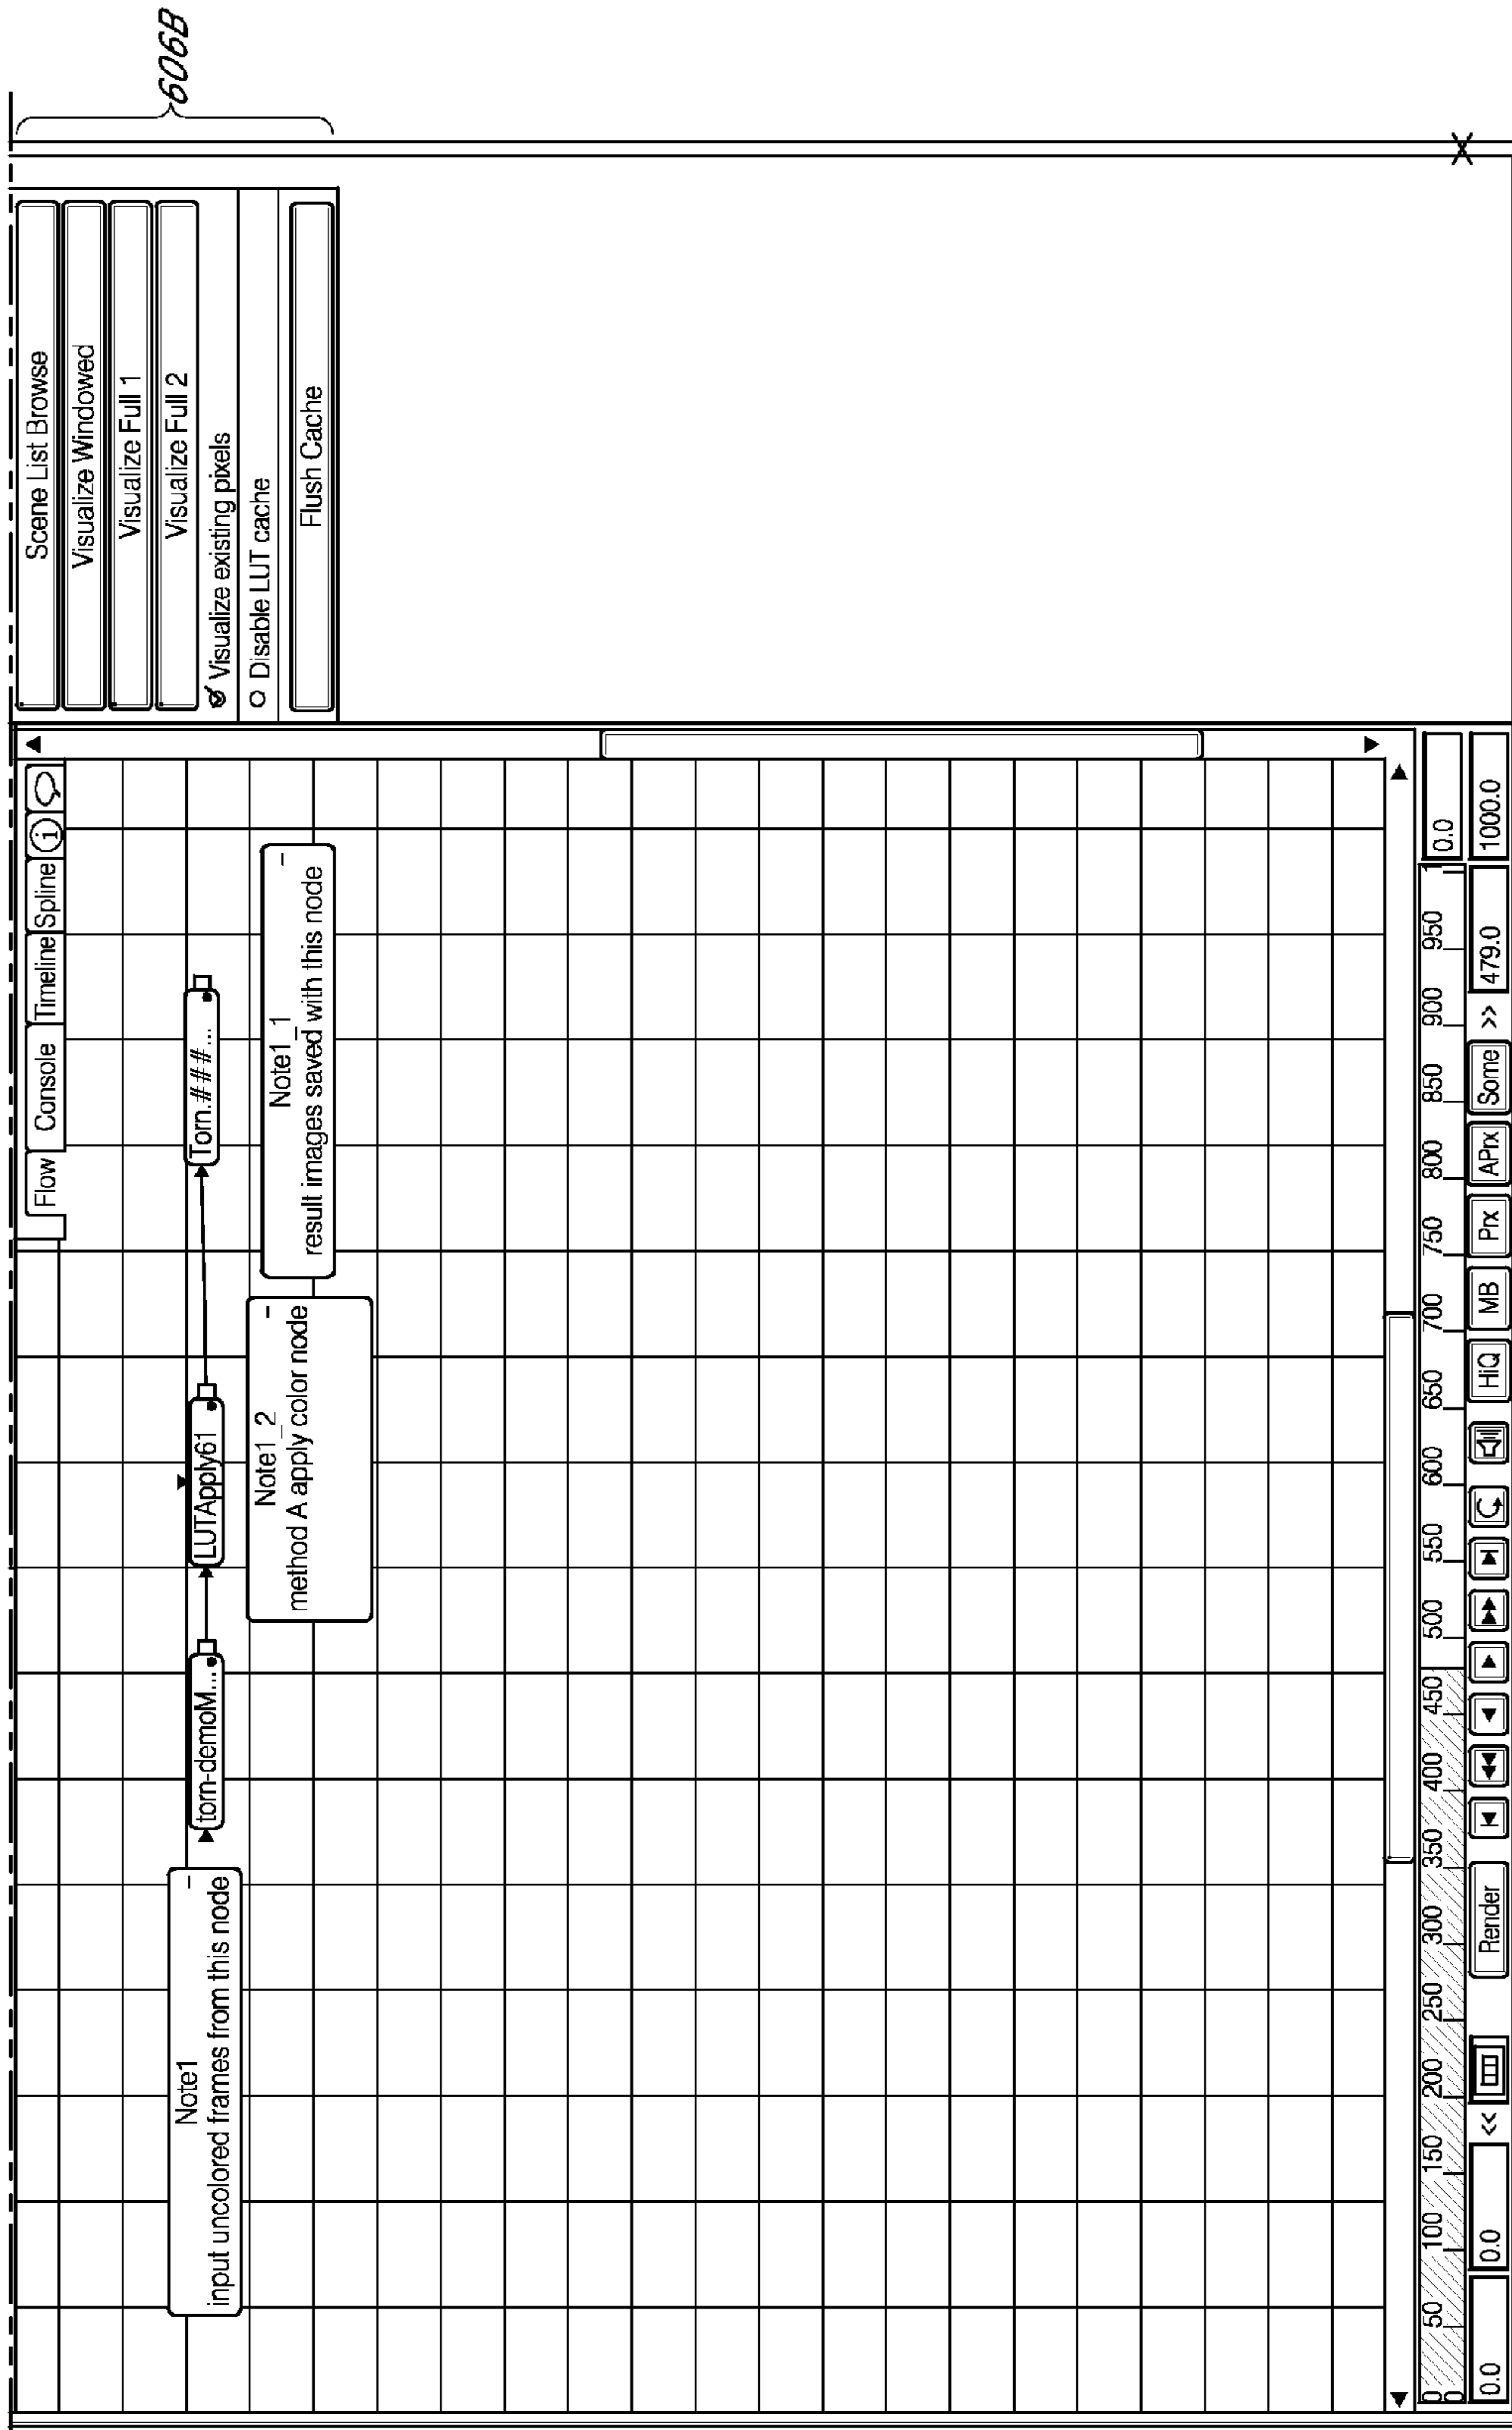 606B
Scene List Browse
Visualize Windowed
Visualize Full 1
Visualize Full 2
Visualize existing pixels
Disable LUT cache
Flush Cache
Flow Console Timeline Spline i
torn-demoM... LUTApply61 Torn.###...
Note1 –
input uncolored frames from this node
Note1_2 –
method A apply color node
Note1_1 –
result images saved with this node
0 50 100 150 200 250 300 350 400 450 500 550 600 650 700 750 800 850 900 950 1 0.0
0
0.0 0.0 << Render HiQ MB Prx APrx Some >> 479.0 1000.0